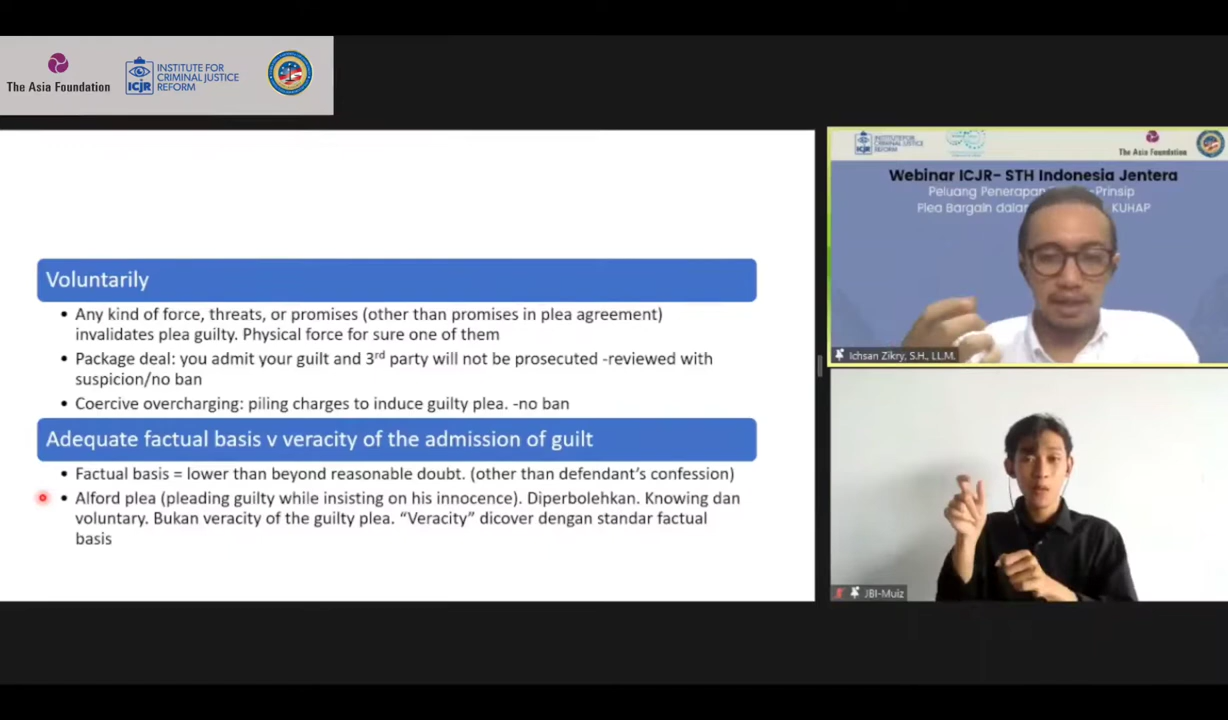 The Asia Foundation
ICJR
INSTITUTE FOR
CRIMINAL JUSTICE
REFORM
Voluntarily
• Any kind of force, threats, or promises (other than promises in plea agreement)
invalidates plea guilty. Physical force for sure one of them
• Package deal: you admit your guilt and 3rd party will not be prosecuted -reviewed with
suspicion/no ban
• Coercive overcharging: piling charges to induce guilty plea. -no ban
Adequate factual basis v veracity of the admission of guilt
• Factual basis = lower than beyond reasonable doubt. (other than defendant's confession)
• Alford plea (pleading guilty while insisting on his innocence). Diperbolehkan. Knowing dan
voluntary. Bukan veracity of the guilty plea. “Veracity” dicover dengan standar factual
basis
INSTITUTE FOR
CRIMINAL JUSTICE
REFORM
The Asia Foundation
Webinar ICJR- STH Indonesia Jentera
Peluang Penerapan -Prinsip
Plea Bargain dalam KUHAP
Ichsan Zikry, S.H., LL.M.
JBI-Muiz